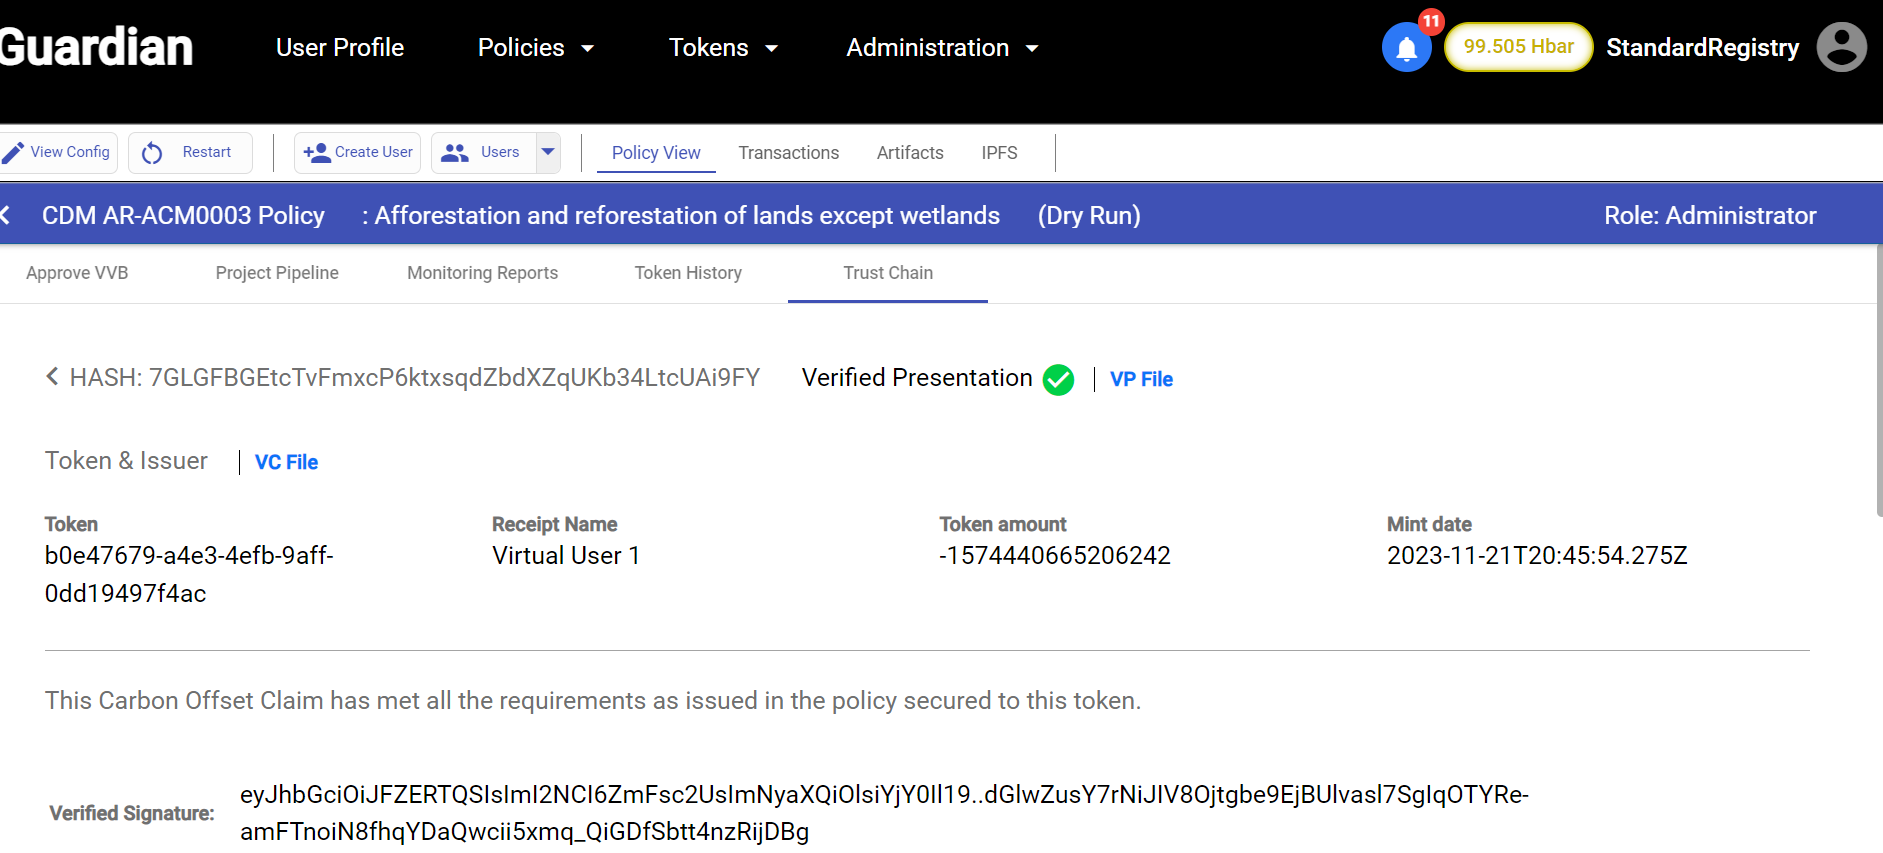 Guardian User Profile Policies Tokens Administration 11 99.505 Hbar StandardRegistry
View Config Restart Create User Users Policy View Transactions Artifacts IPFS
CDM AR-ACM0003 Policy : Afforestation and reforestation of lands except wetlands (Dry Run) Role: Administrator
Approve VVB Project Pipeline Monitoring Reports Token History Trust Chain
HASH: 7GLGFBGEtcTvFmxcP6ktxsqdZbdXZqUKb34LtcUAi9FY Verified Presentation VP File
Token & Issuer VC File
Token Receipt Name Token amount Mint date
b0e47679-a4e3-4efb-9aff- Virtual User 1 -1574440665206242 2023-11-21T20:45:54.275Z
0dd19497f4ac
This Carbon Offset Claim has met all the requirements as issued in the policy secured to this token.
Verified Signature:
eyJhbGciOiJFZERTQSIsImI2NCI6ZmFsc2UsImNyaXQiOlsiYjY0Il19..dGlwZusY7rNiJIV8Ojtgbe9EjBUlvasl7SgIqOTYRe-
amFTnoiN8fhqYDaQwcii5xmq_QiGDfSbtt4nzRijDBg